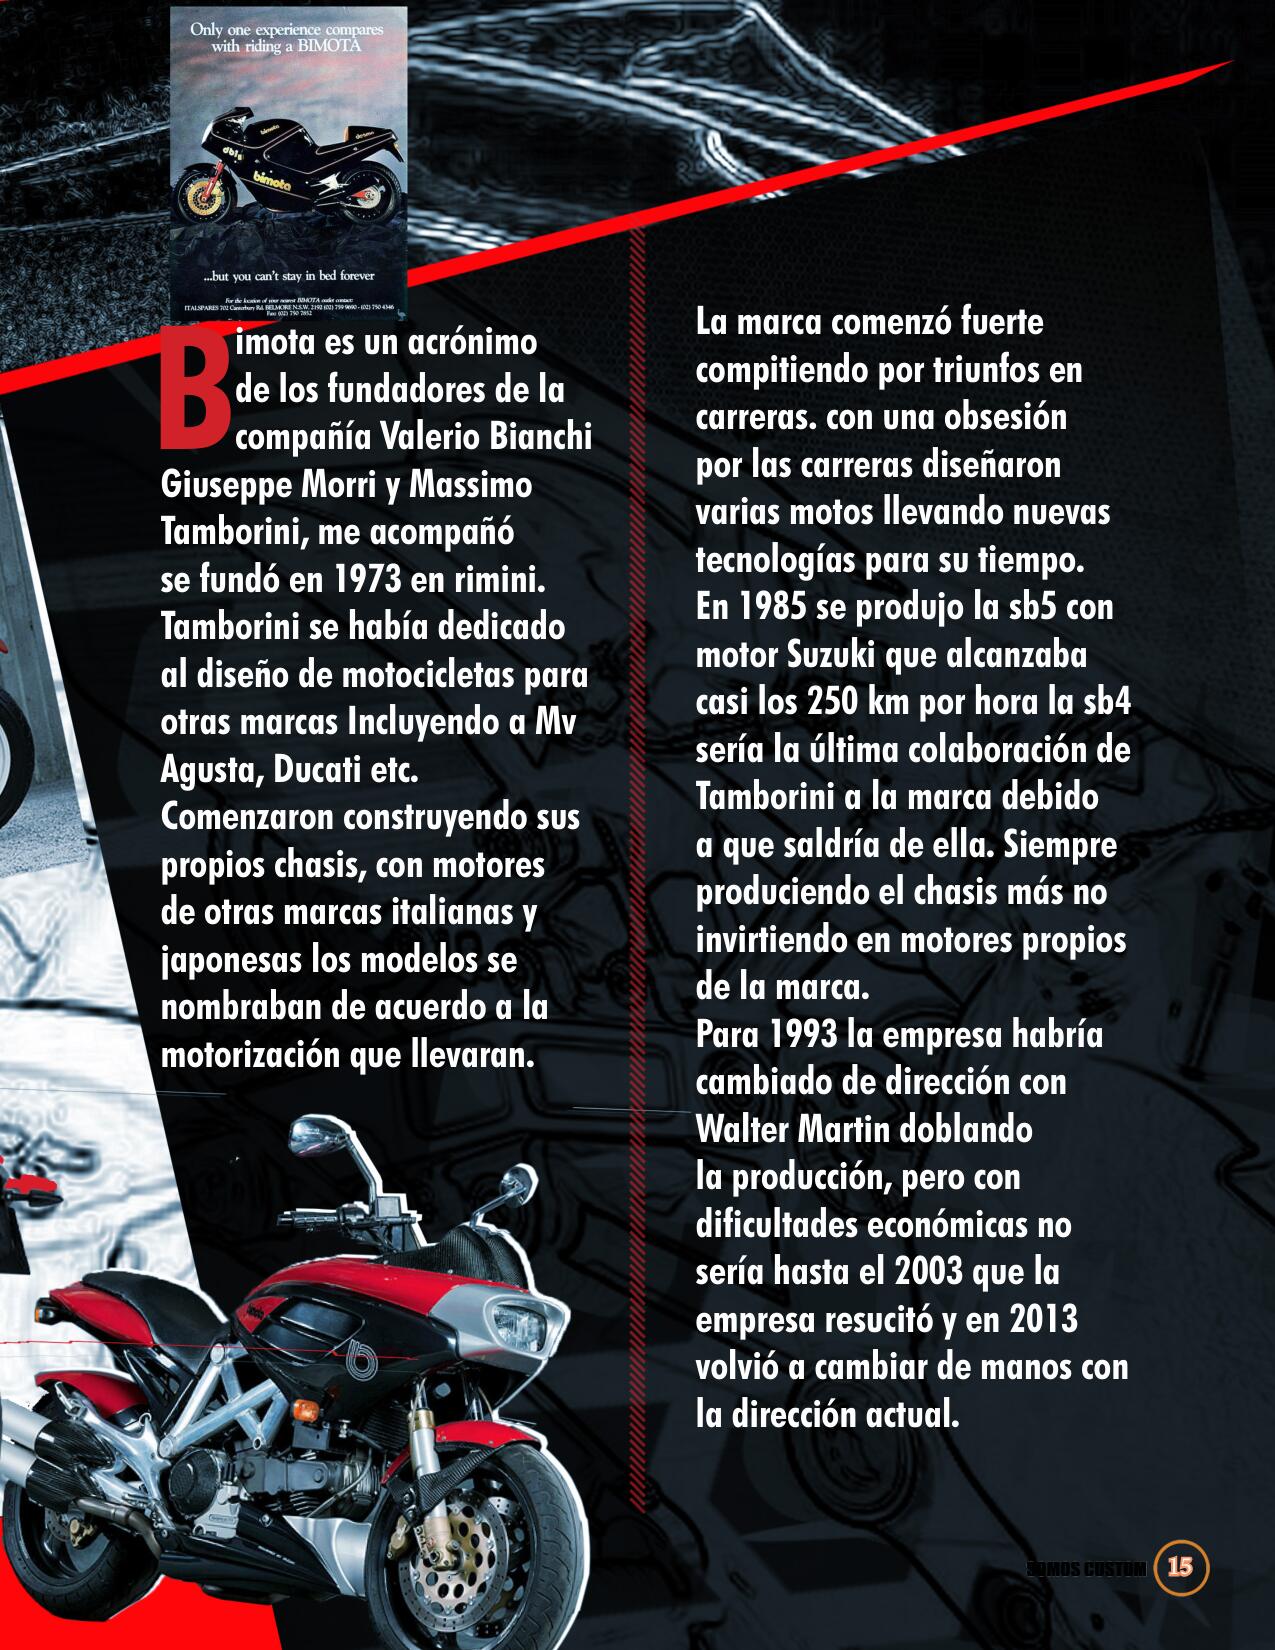 Only one experience compares
with riding a BIMOTA
bimota
desmo
db1s
bimota
...but you can't stay in bed forever
For the location of your nearest BIMOTA outlet contact:
ITALSPARES 702 Canterbury Rd. BELMORE N.S.W. 2192 (02) 759 9690 - (02) 750 4346
Fax: (02) 750 7852
Bimota es un acrónimo
de los fundadores de la
compañía Valerio Bianchi
Giuseppe Morri y Massimo
Tamborini, me acompañó
se fundó en 1973 en rimini.
Tamborini se había dedicado
al diseño de motocicletas para
otras marcas Incluyendo a Mv
Agusta, Ducati etc.
Comenzaron construyendo sus
propios chasis, con motores
de otras marcas italianas y
japonesas los modelos se
nombraban de acuerdo a la
motorización que llevaran.
La marca comenzó fuerte
compitiendo por triunfos en
carreras. con una obsesión
por las carreras diseñaron
varias motos llevando nuevas
tecnologías para su tiempo.
En 1985 se produjo la sb5 con
motor Suzuki que alcanzaba
casi los 250 km por hora la sb4
sería la última colaboración de
Tamborini a la marca debido
a que saldría de ella. Siempre
produciendo el chasis más no
invirtiendo en motores propios
de la marca.
Para 1993 la empresa habría
cambiado de dirección con
Walter Martin doblando
la producción, pero con
dificultades económicas no
sería hasta el 2003 que la
empresa resucitó y en 2013
volvió a cambiar de manos con
la dirección actual.
bimota
SOMOS CUSTOM 15